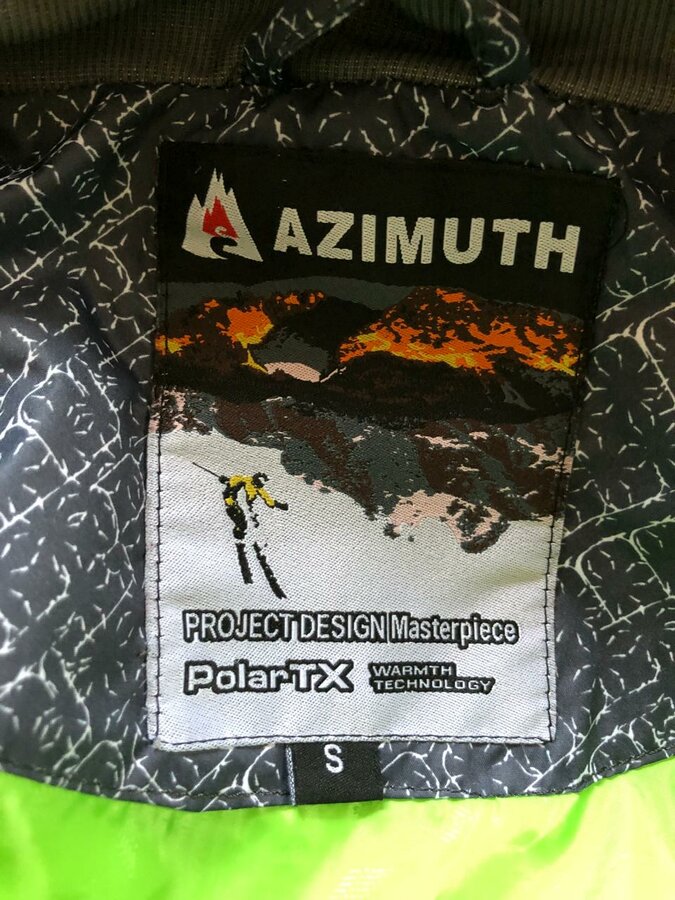 AZIMUTH
PROJECT DESIGN Masterpiece
PolarTX WARMTH
TECHNOLOGY
S